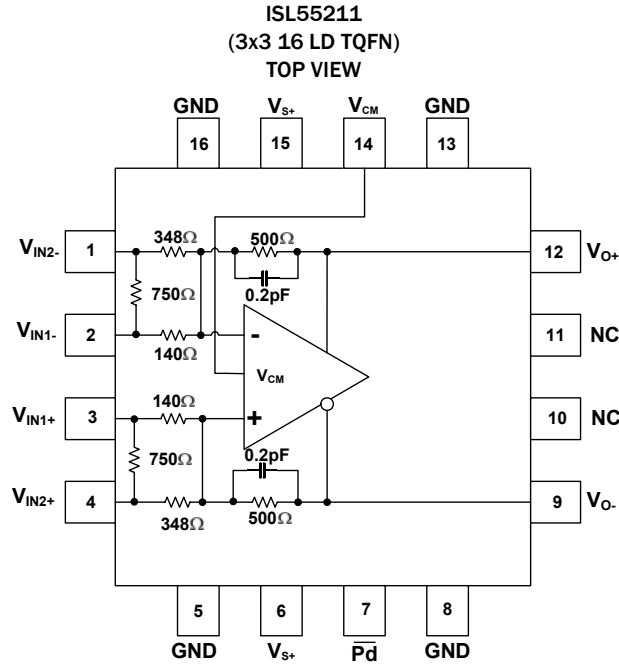 ISL55211
(3x3 16 LD TQFN)
TOP VIEW
GND VS+ VCM GND
16 15 14 13
VIN2- 1 348Ω 500Ω 12 VO+
750Ω 0.2pF
VIN1- 2 140Ω - 11 NC
VCM
VIN1+ 3 140Ω + 10 NC
750Ω 0.2pF
VIN2+ 4 348Ω 500Ω 9 VO-
5 6 7 8
GND VS+ P̅d̅ GND